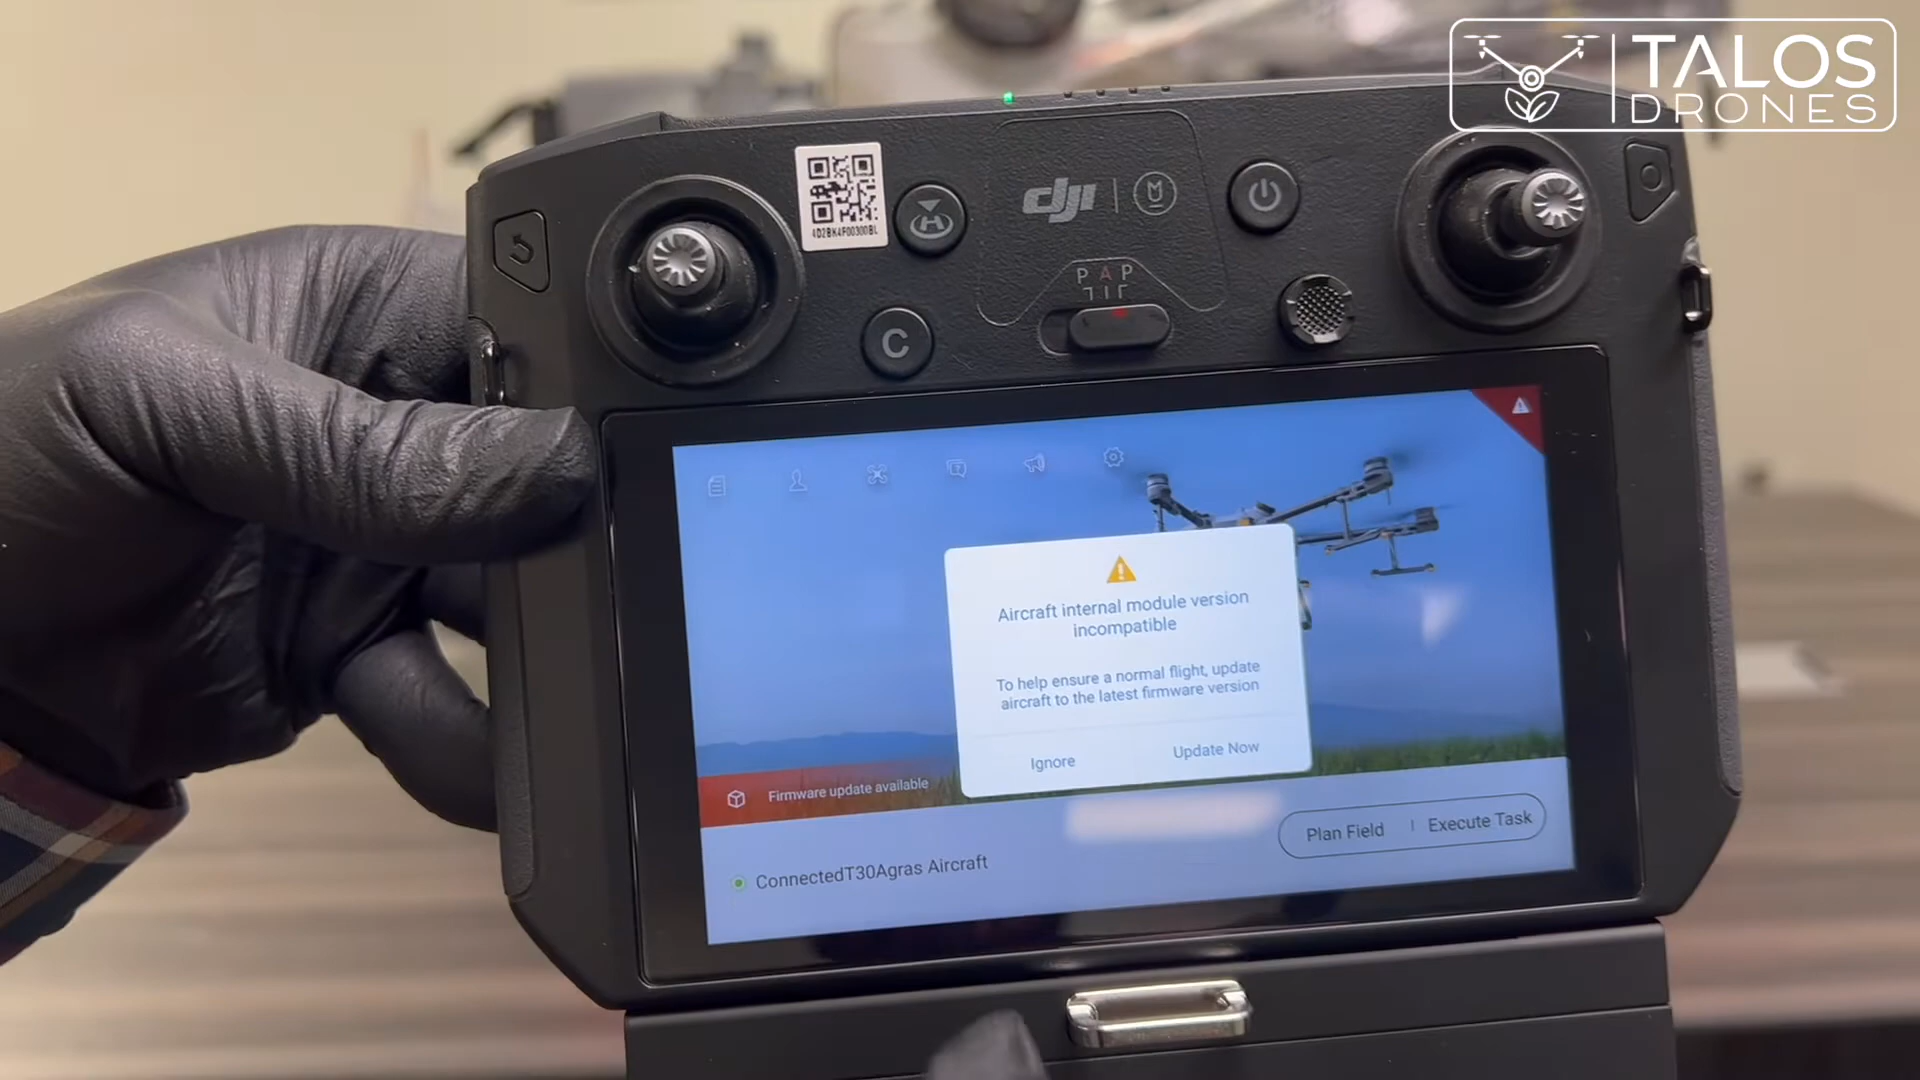 TALOS
DRONES
4D2BK4F00300BL
dji
P A P
C
Aircraft internal module version
incompatible
To help ensure a normal flight, update
aircraft to the latest firmware version
Ignore
Update Now
Firmware update available
Plan Field | Execute Task
ConnectedT30Agras Aircraft